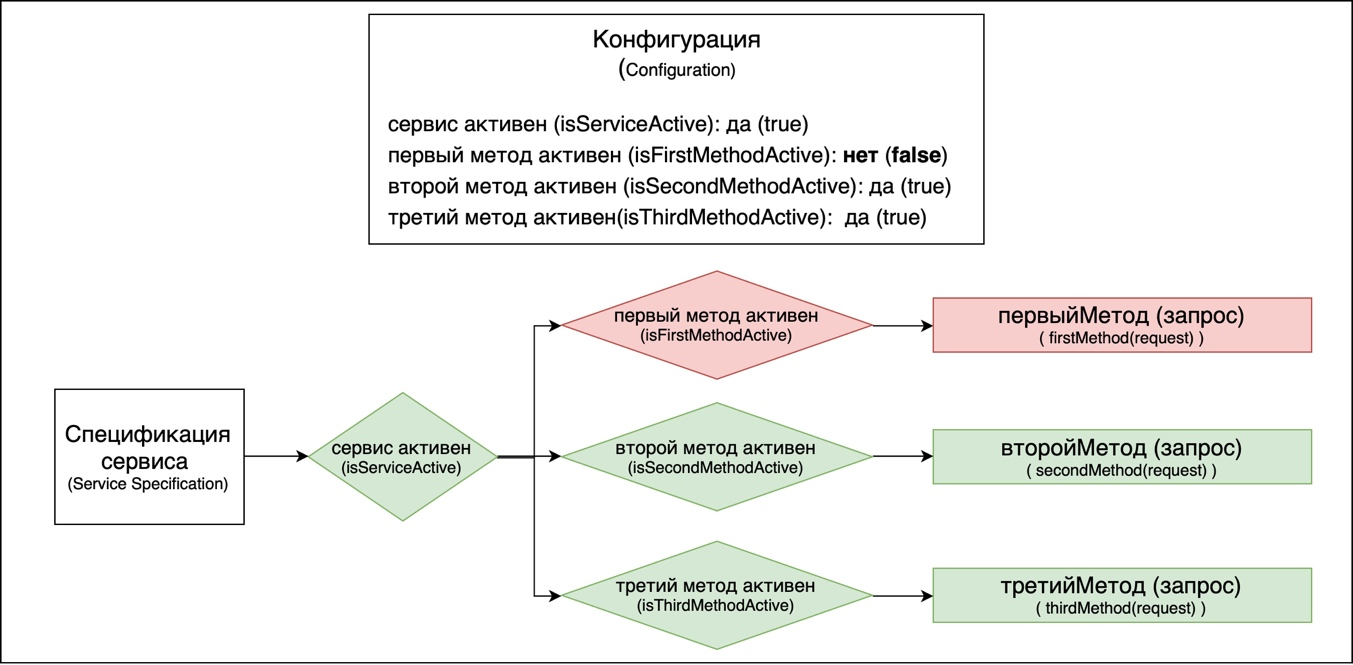 Конфигурация
(Configuration)
сервис активен (isServiceActive): да (true)
первый метод активен (isFirstMethodActive): нет (false)
второй метод активен (isSecondMethodActive): да (true)
третий метод активен(isThirdMethodActive): да (true)
первый метод активен
(isFirstMethodActive)
первыйМетод (запрос)
( firstMethod(request) )
Спецификация
сервиса
(Service Specification)
сервис активен
(isServiceActive)
второй метод активен
(isSecondMethodActive)
второйМетод (запрос)
( secondMethod(request) )
третий метод активен
(isThirdMethodActive)
третийМетод (запрос)
( thirdMethod(request) )